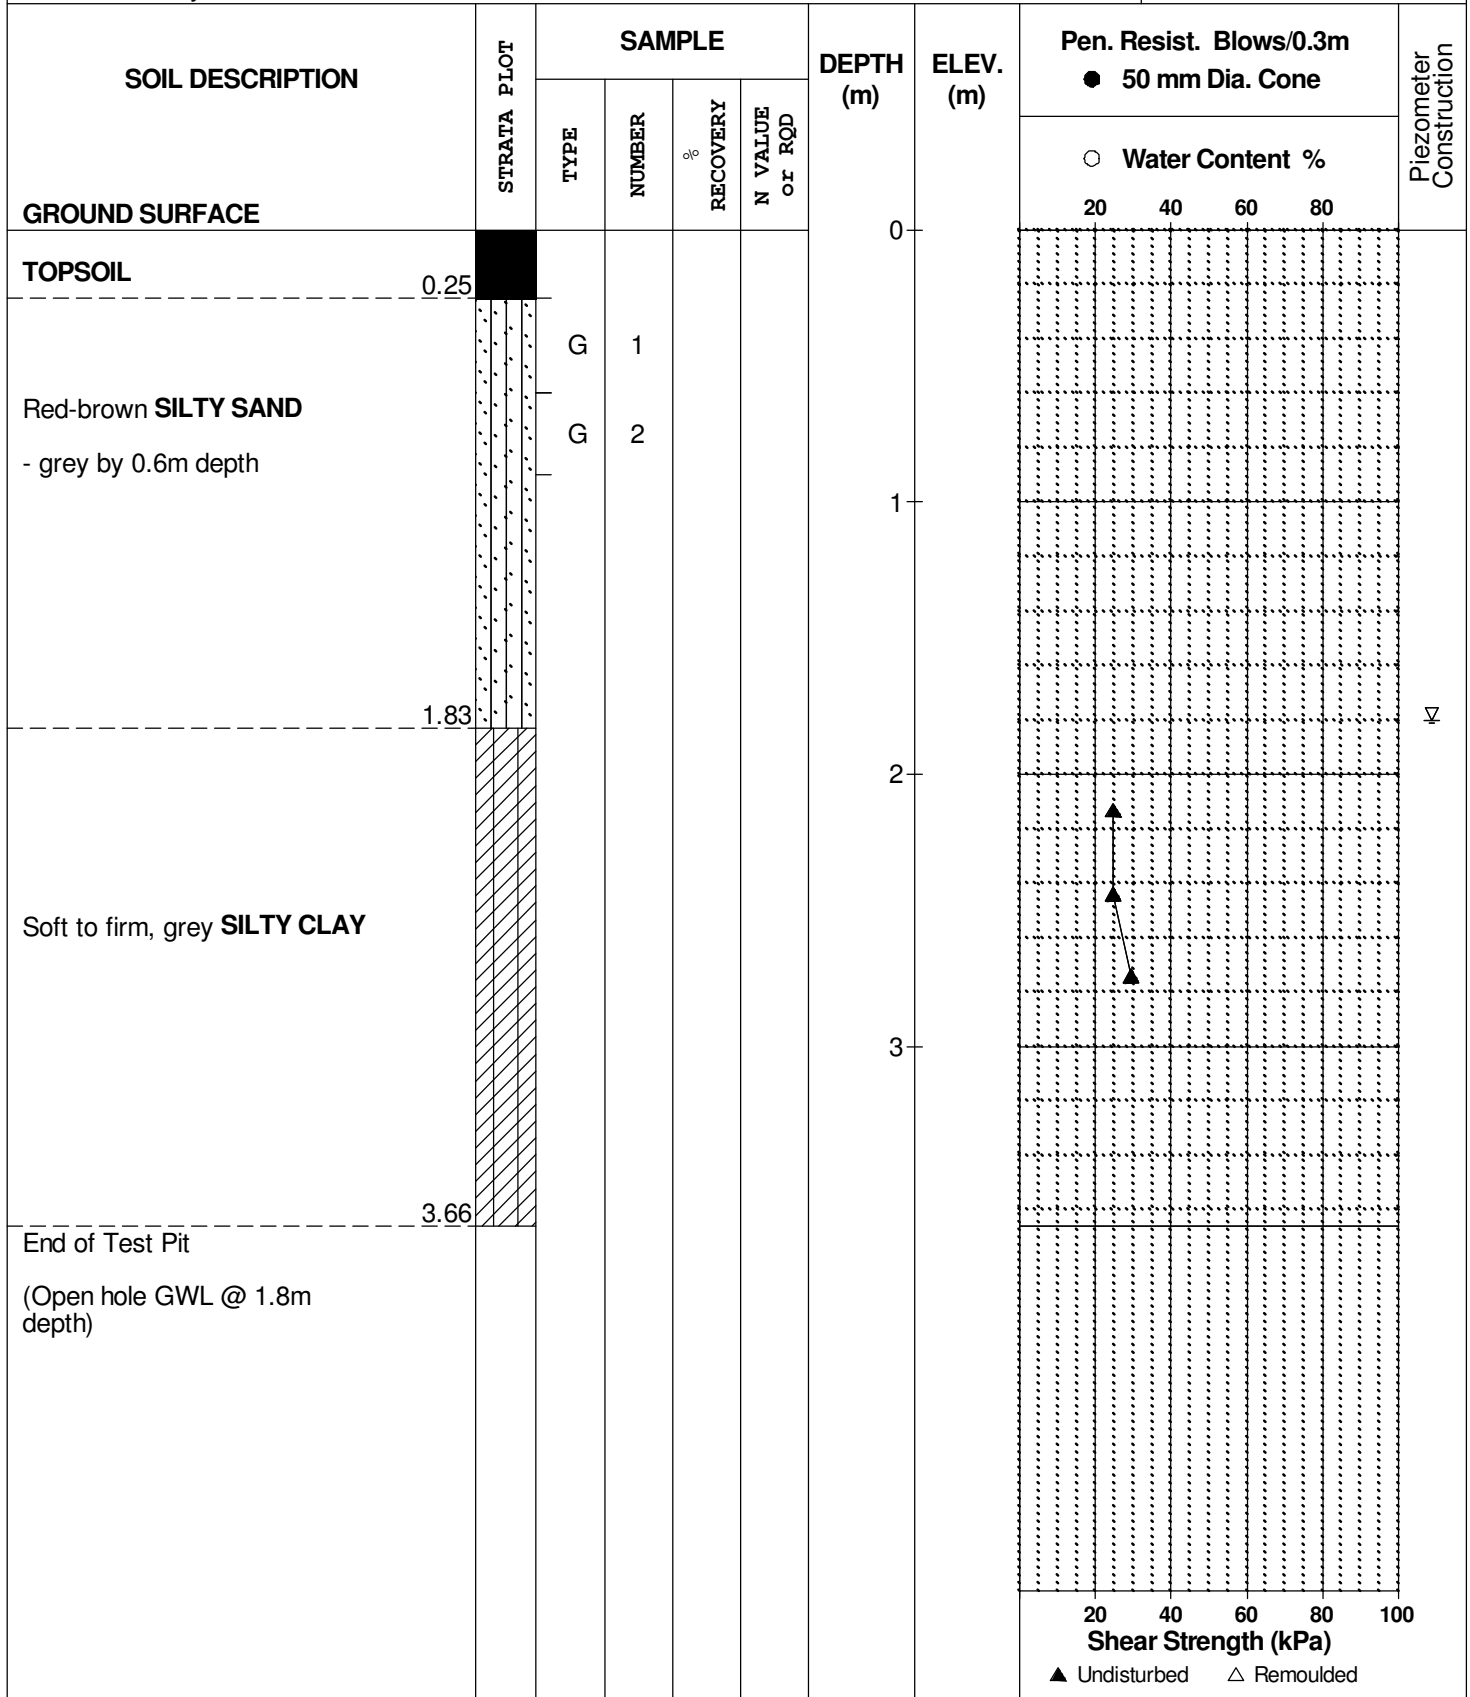 SOIL DESCRIPTION
GROUND SURFACE
STRATA PLOT
SAMPLE
TYPE
NUMBER
%
RECOVERY
N VALUE
or RQD
DEPTH
(m)
ELEV.
(m)
Pen. Resist. Blows/0.3m
● 50 mm Dia. Cone
○ Water Content %
20 40 60 80
Piezometer
Construction
0
TOPSOIL
0.25
G 1
Red-brown SILTY SAND
G 2
- grey by 0.6m depth
1
1.83
2
Soft to firm, grey SILTY CLAY
3
3.66
End of Test Pit
(Open hole GWL @ 1.8m
depth)
20 40 60 80 100
Shear Strength (kPa)
▲ Undisturbed △ Remoulded